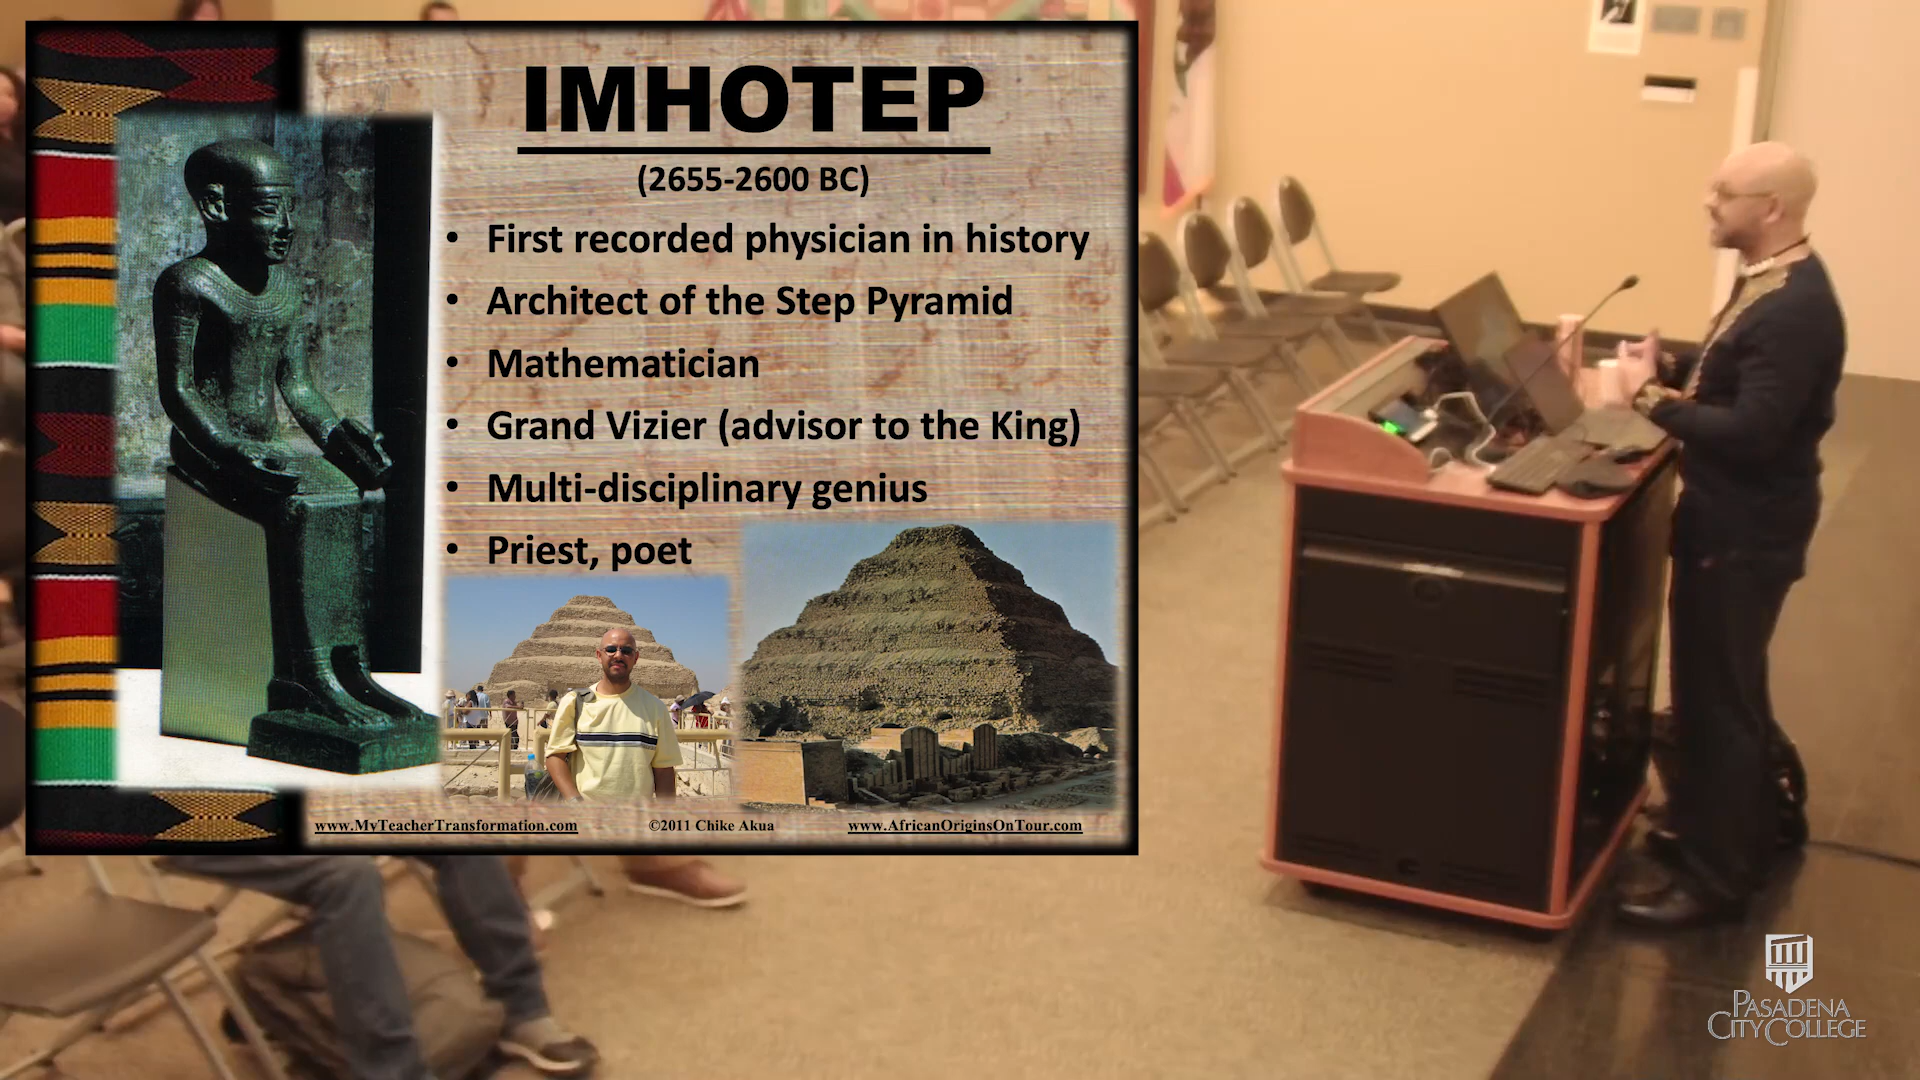 IMHOTEP
(2655-2600 BC)
• First recorded physician in history
• Architect of the Step Pyramid
• Mathematician
• Grand Vizier (advisor to the King)
• Multi-disciplinary genius
• Priest, poet
www.MyTeacherTransformation.com ©2011 Chike Akua www.AfricanOriginsOnTour.com
PASADENA
CITY COLLEGE